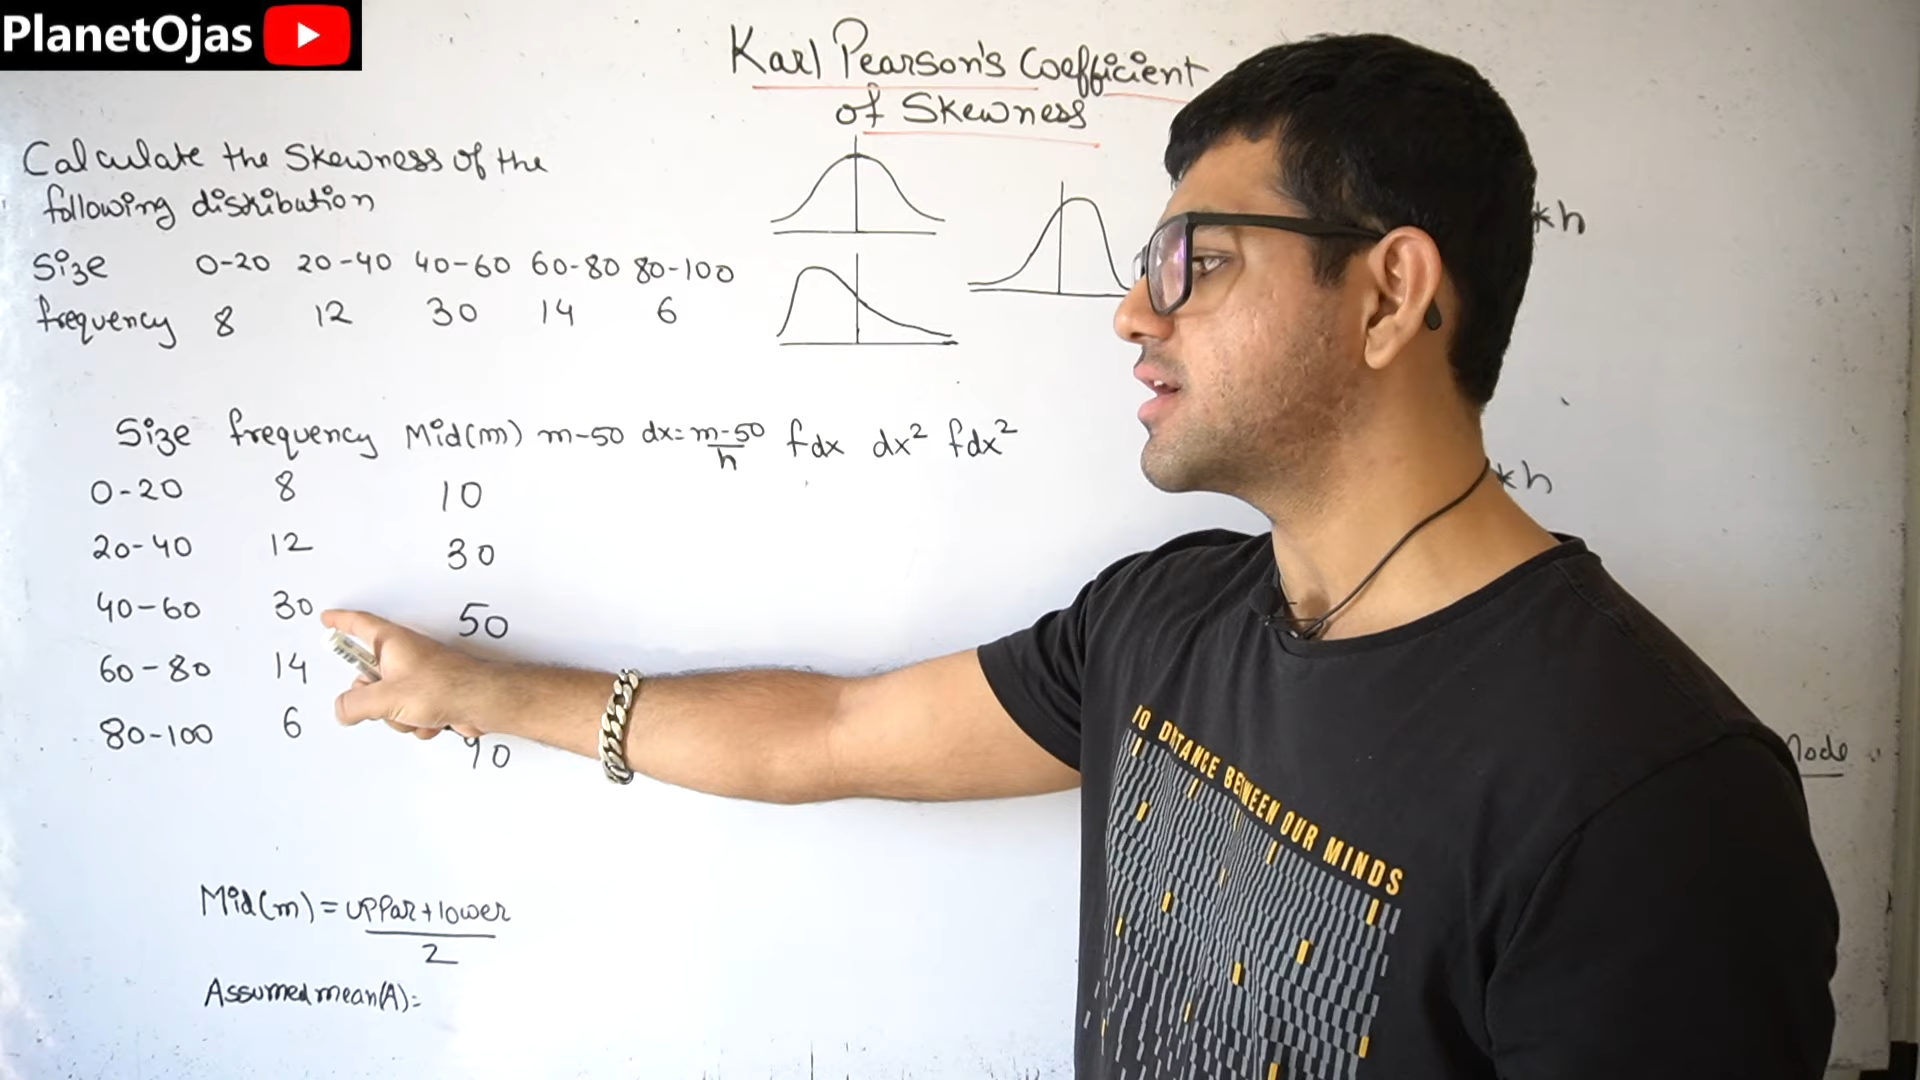 PlanetOjas
Karl Pearson's Coefficient
of Skewness
Calculate the Skewness of the
following distribution
Size 0-20 20-40 40-60 60-80 80-100
frequency 8 12 30 14 6
*h
Size frequency Mid(m) m-50 dx=m-50/h fdx dx² fdx²
0-20 8 10
20-40 12 30
40-60 30 50
60-80 14
80-100 6 90
*h
Mode
Mid(m) = uppar+lower
2
Assumed mean(A):-
10 DISTANCE BETWEEN OUR MINDS